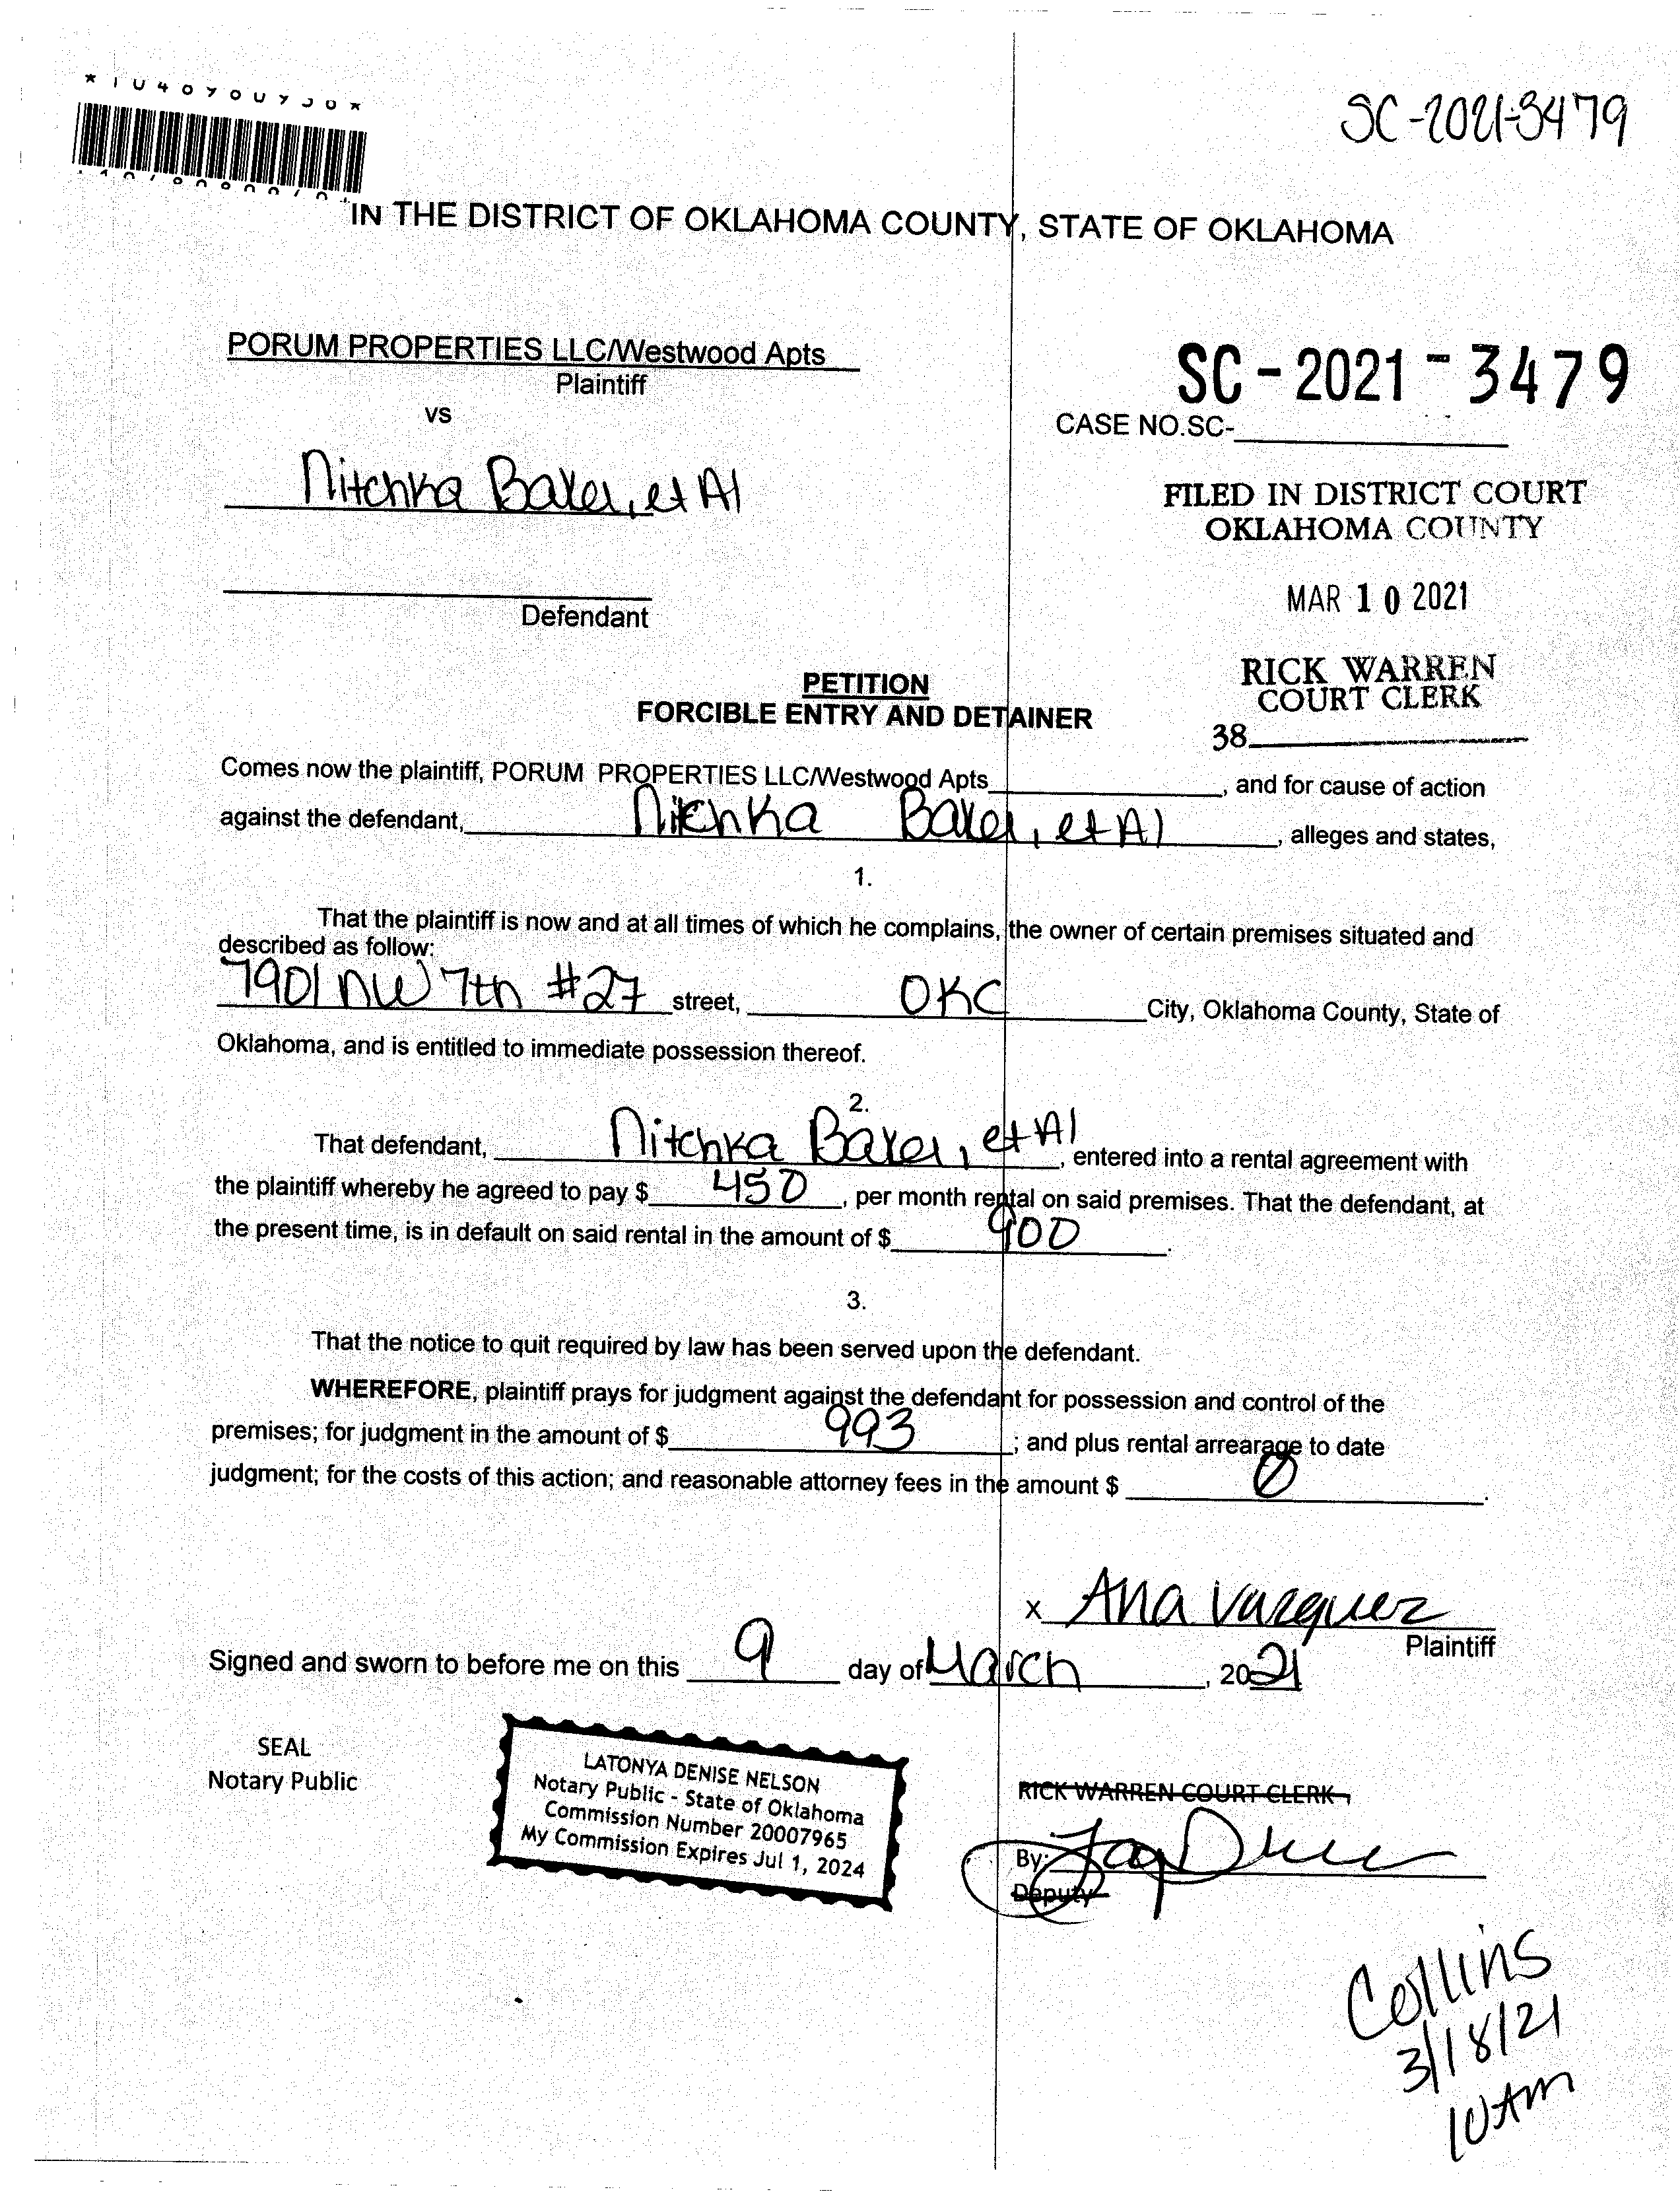 SC-2021-3479
IN THE DISTRICT OF OKLAHOMA COUNTY, STATE OF OKLAHOMA
PORUM PROPERTIES LLC/Westwood Apts
Plaintiff
SC - 2021 - 3479
vs
CASE NO.SC-
Nitchka Baker, et Al
FILED IN DISTRICT COURT
OKLAHOMA COUNTY
MAR 10 2021
Defendant
RICK WARREN
COURT CLERK
38
PETITION
FORCIBLE ENTRY AND DETAINER
Comes now the plaintiff, PORUM PROPERTIES LLC/Westwood Apts, and for cause of action
against the defendant, Nichka Baker, et Al, alleges and states,
1.
That the plaintiff is now and at all times of which he complains, the owner of certain premises situated and
described as follow:
7901 NW 7th #27 street, OKC City, Oklahoma County, State of
Oklahoma, and is entitled to immediate possession thereof.
2.
That defendant, Nitchka Baker, et Al, entered into a rental agreement with
the plaintiff whereby he agreed to pay $ 450, per month rental on said premises. That the defendant, at
the present time, is in default on said rental in the amount of $ 900.
3.
That the notice to quit required by law has been served upon the defendant.
WHEREFORE, plaintiff prays for judgment against the defendant for possession and control of the
premises; for judgment in the amount of $ 993; and plus rental arrearage to date
judgment; for the costs of this action; and reasonable attorney fees in the amount $ 0.
x Ana Vazquez
Plaintiff
Signed and sworn to before me on this 9 day of March, 2021
SEAL
Notary Public
LATONYA DENISE NELSON
Notary Public - State of Oklahoma
Commission Number 20007965
My Commission Expires Jul 1, 2024
RICK WARREN COURT CLERK
By:
Deputy
Collins
3/18/21
10 Am